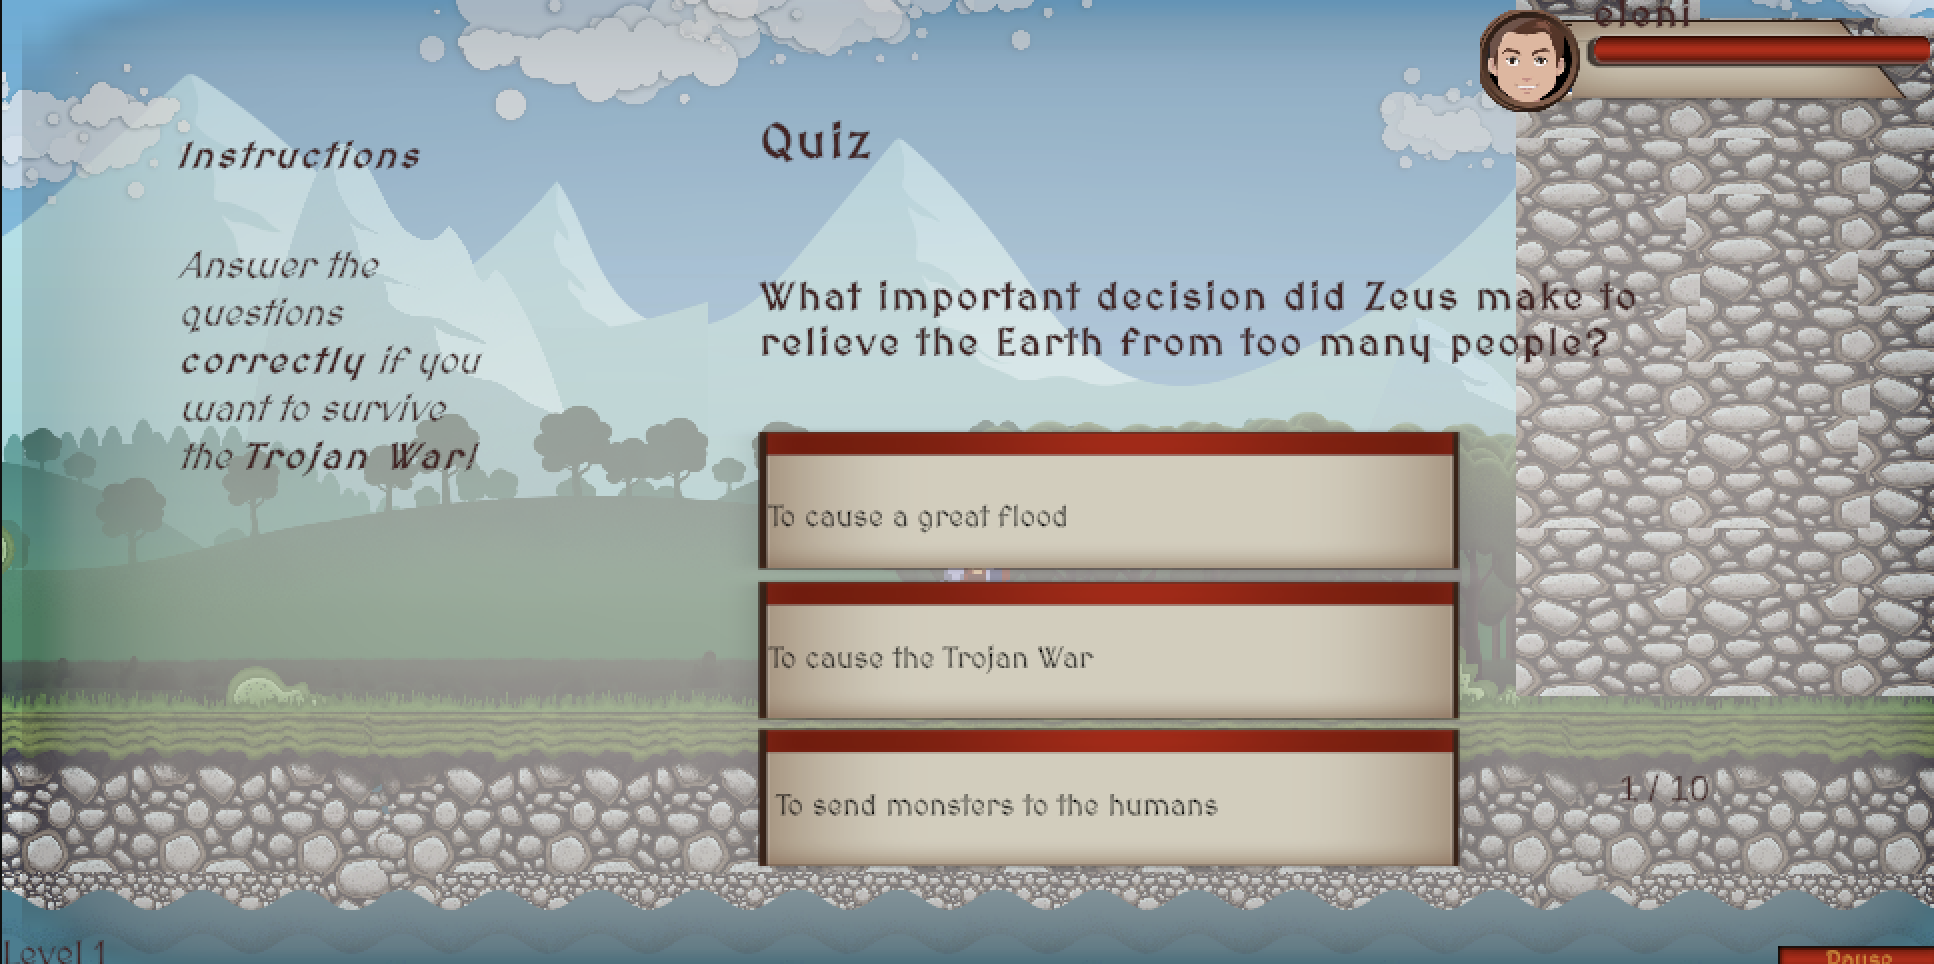 eleni
Instructions
Quiz
Answer the
questions
correctly if you
want to survive
the Trojan War!
What important decision did Zeus make to
relieve the Earth from too many people?
To cause a great flood
To cause the Trojan War
To send monsters to the humans
1 / 10
Level 1
Pause